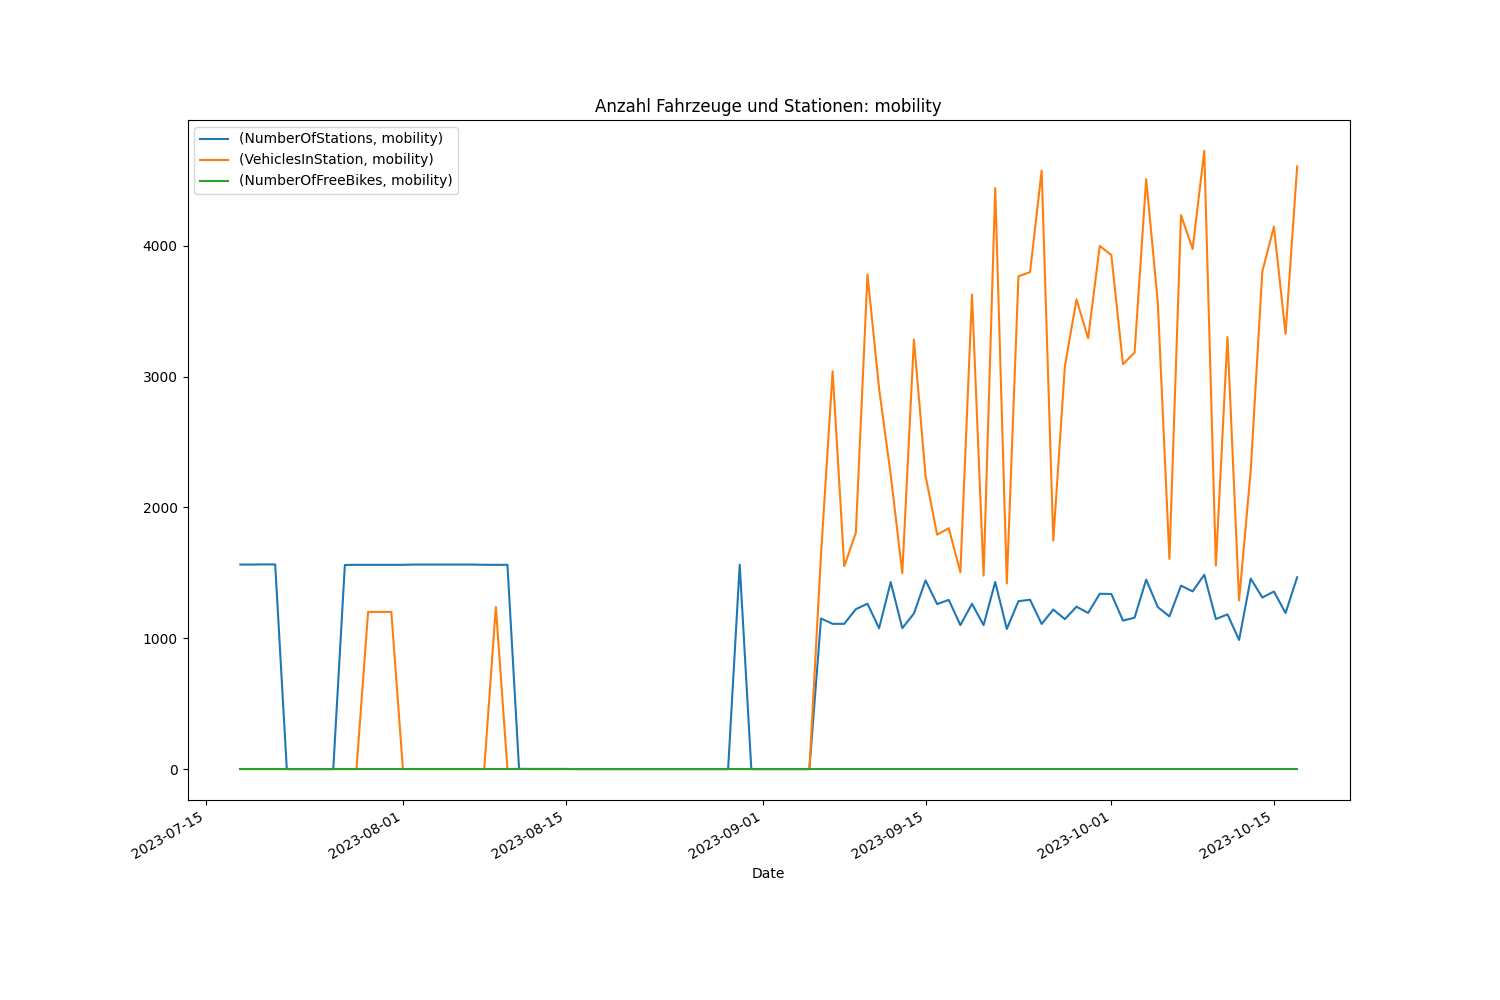 Anzahl Fahrzeuge und Stationen: mobility
(NumberOfStations, mobility)
(VehiclesInStation, mobility)
(NumberOfFreeBikes, mobility)
4000
3000
2000
1000
0
2023-07-15
2023-08-01
2023-08-15
2023-09-01
2023-09-15
2023-10-01
2023-10-15
Date